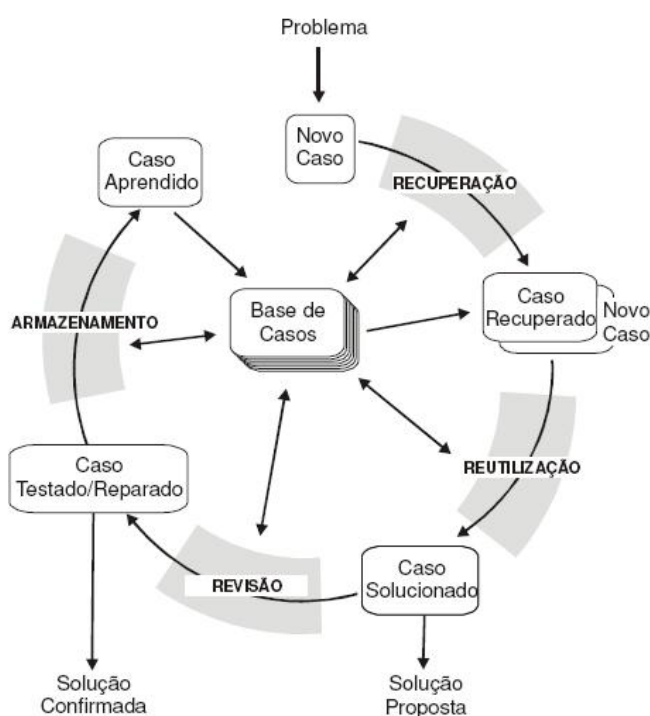 Problema
Novo
Caso
RECUPERAÇÃO
Caso
Aprendido
Caso
Recuperado
Novo
Caso
Base de
Casos
ARMAZENAMENTO
REUTILIZAÇÃO
Caso
Testado/Reparado
Caso
Solucionado
REVISÃO
Solução
Confirmada
Solução
Proposta